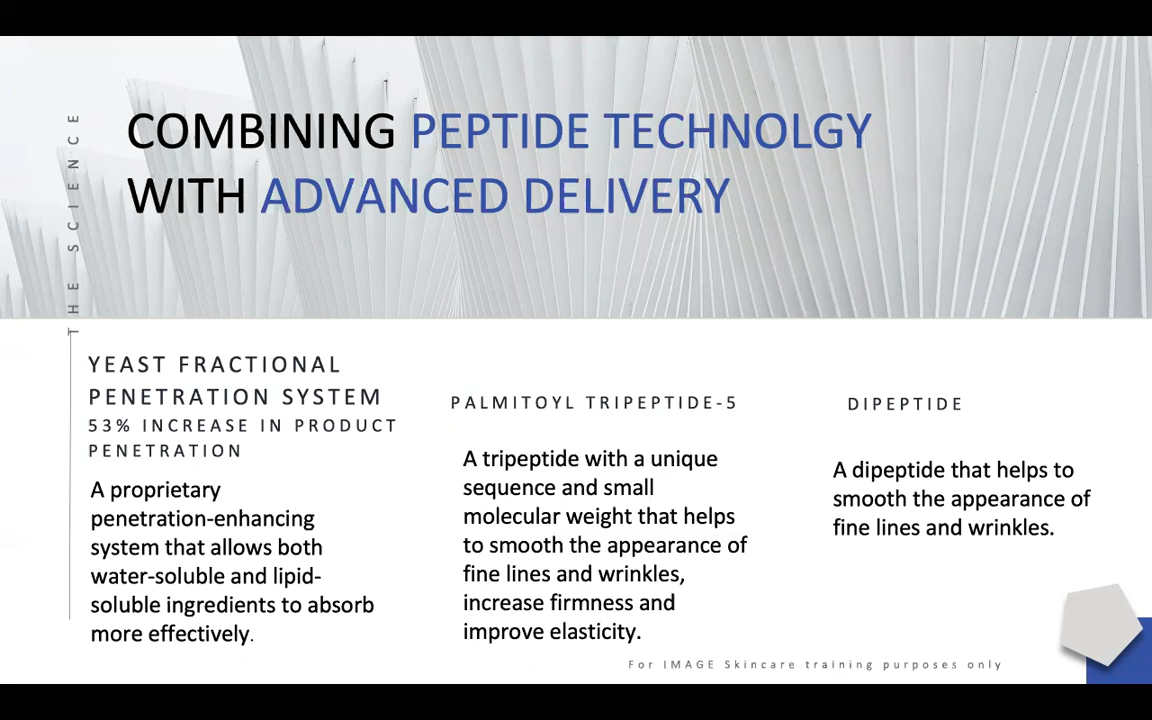 THE SCIENCE
COMBINING PEPTIDE TECHNOLGY
WITH ADVANCED DELIVERY
YEAST FRACTIONAL
PENETRATION SYSTEM
53% INCREASE IN PRODUCT
PENETRATION
A proprietary
penetration-enhancing
system that allows both
water-soluble and lipid-
soluble ingredients to absorb
more effectively.
PALMITOYL TRIPEPTIDE-5
A tripeptide with a unique
sequence and small
molecular weight that helps
to smooth the appearance of
fine lines and wrinkles,
increase firmness and
improve elasticity.
DIPEPTIDE
A dipeptide that helps to
smooth the appearance of
fine lines and wrinkles.
For IMAGE Skincare training purposes only